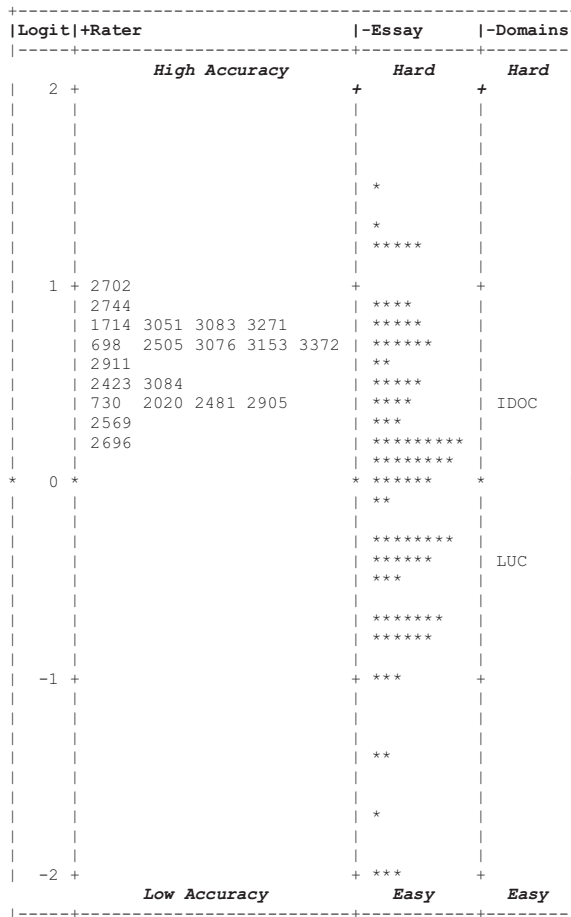 +-----------------------------------------------------------
|Logit|+Rater                      |-Essay      |-Domains
|-----+----------------------------+------------+---------
             High Accuracy             Hard        Hard
|   2 +                            +            +
|     |                            |            |
|     |                            |            |
|     |                            |            |
|     |                            |            |
|     |                            | *          |
|     |                            |            |
|     |                            | *          |
|     |                            | *****      |
|     |                            |            |
|   1 + 2702                       +            +
|     | 2744                       | ****       |
|     | 1714 3051 3083 3271        | *****      |
|     | 698  2505 3076 3153 3372   | ******     |
|     | 2911                       | **         |
|     | 2423 3084                  | *****      |
|     | 730  2020 2481 2905        | ****       | IDOC
|     | 2569                       | ***        |
|     | 2696                       | *********  |
|     |                            | ********   |
*   0 *                            * ******     *
|     |                            | **         |
|     |                            |            |
|     |                            | ********   |
|     |                            | ******     | LUC
|     |                            | ***        |
|     |                            |            |
|     |                            | *******    |
|     |                            | ******     |
|     |                            |            |
|  -1 +                            + ***        +
|     |                            |            |
|     |                            |            |
|     |                            |            |
|     |                            | **         |
|     |                            |            |
|     |                            |            |
|     |                            | *          |
|     |                            |            |
|     |                            |            |
|  -2 +                            + ***        +
             Low Accuracy              Easy        Easy
|-----+----------------------------+------------+---------